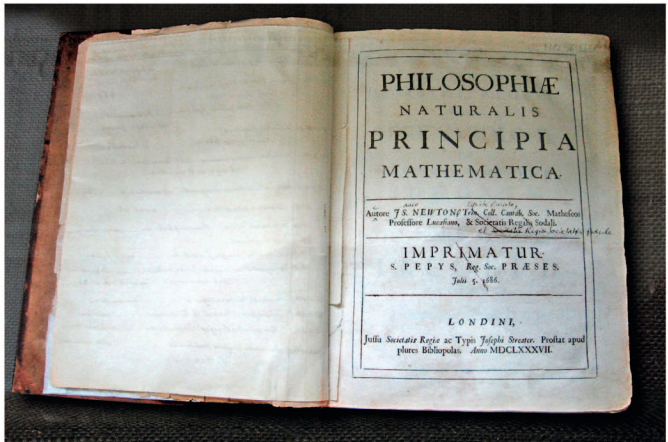 PHILOSOPHIÆ
NATURALIS
PRINCIPIA
MATHEMATICA.
Autore JS. NEWTON, Trin. Coll. Cantab. Soc. Matheseos
Professore Lucasiano, & Societatis Regalis Sodali.
IMPRIMATUR.
S. PEPYS, Reg. Soc. PRÆSES.
Julii 5. 1686.
LONDINI,
Jussu Societatis Regiæ ac Typis Josephi Streater. Prostat apud
plures Bibliopolas. Anno MDCLXXXVII.